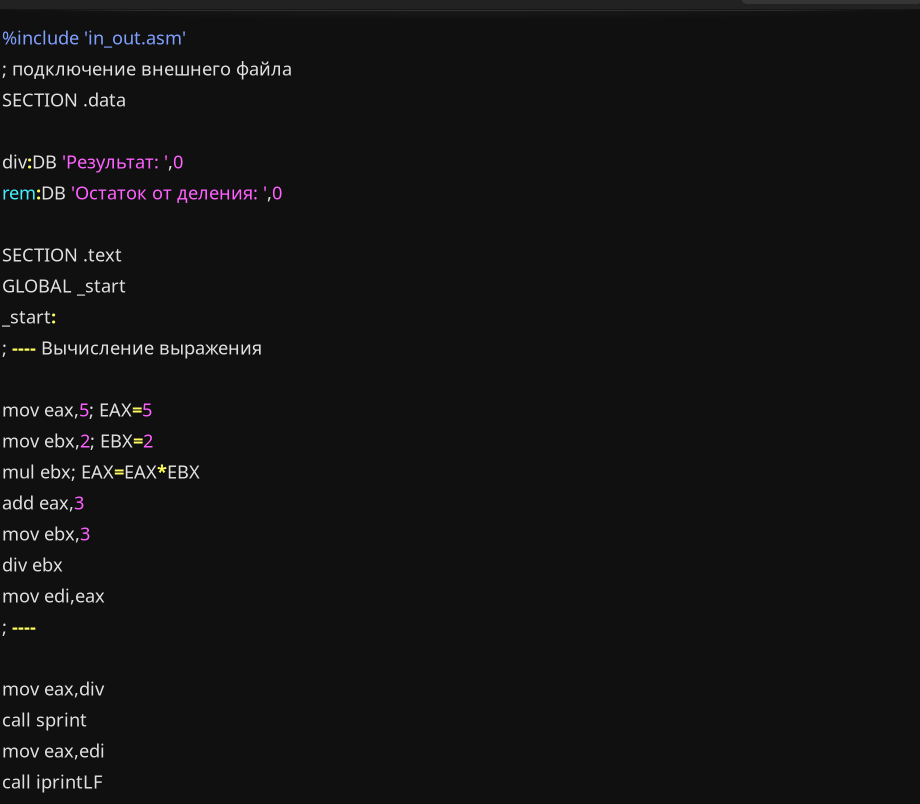 %include 'in_out.asm'
; подключение внешнего файла
SECTION .data
div:DB 'Результат: ',0
rem:DB 'Остаток от деления: ',0
SECTION .text
GLOBAL _start
_start:
; ---- Вычисление выражения
mov eax,5; EAX=5
mov ebx,2; EBX=2
mul ebx; EAX=EAX*EBX
add eax,3
mov ebx,3
div ebx
mov edi,eax
; ----
mov eax,div
call sprint
mov eax,edi
call iprintLF